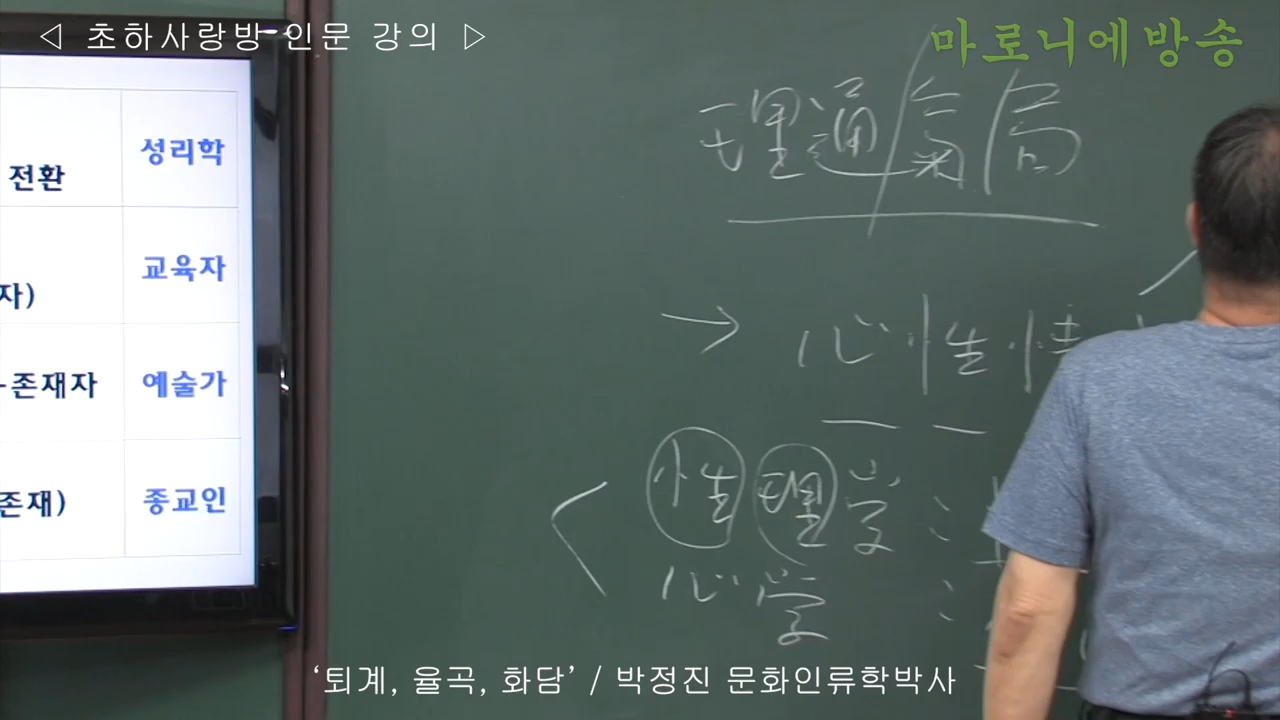 ◁ 초하사랑방 인문 강의 ▷
마로니에방송
전환
성리학
자)
교육자
-존재자
예술가
존재)
종교인
理通/氣/局
→ 心性情
性理学 :
心学 :
‘퇴계, 율곡, 화담’ / 박정진 문화인류학박사